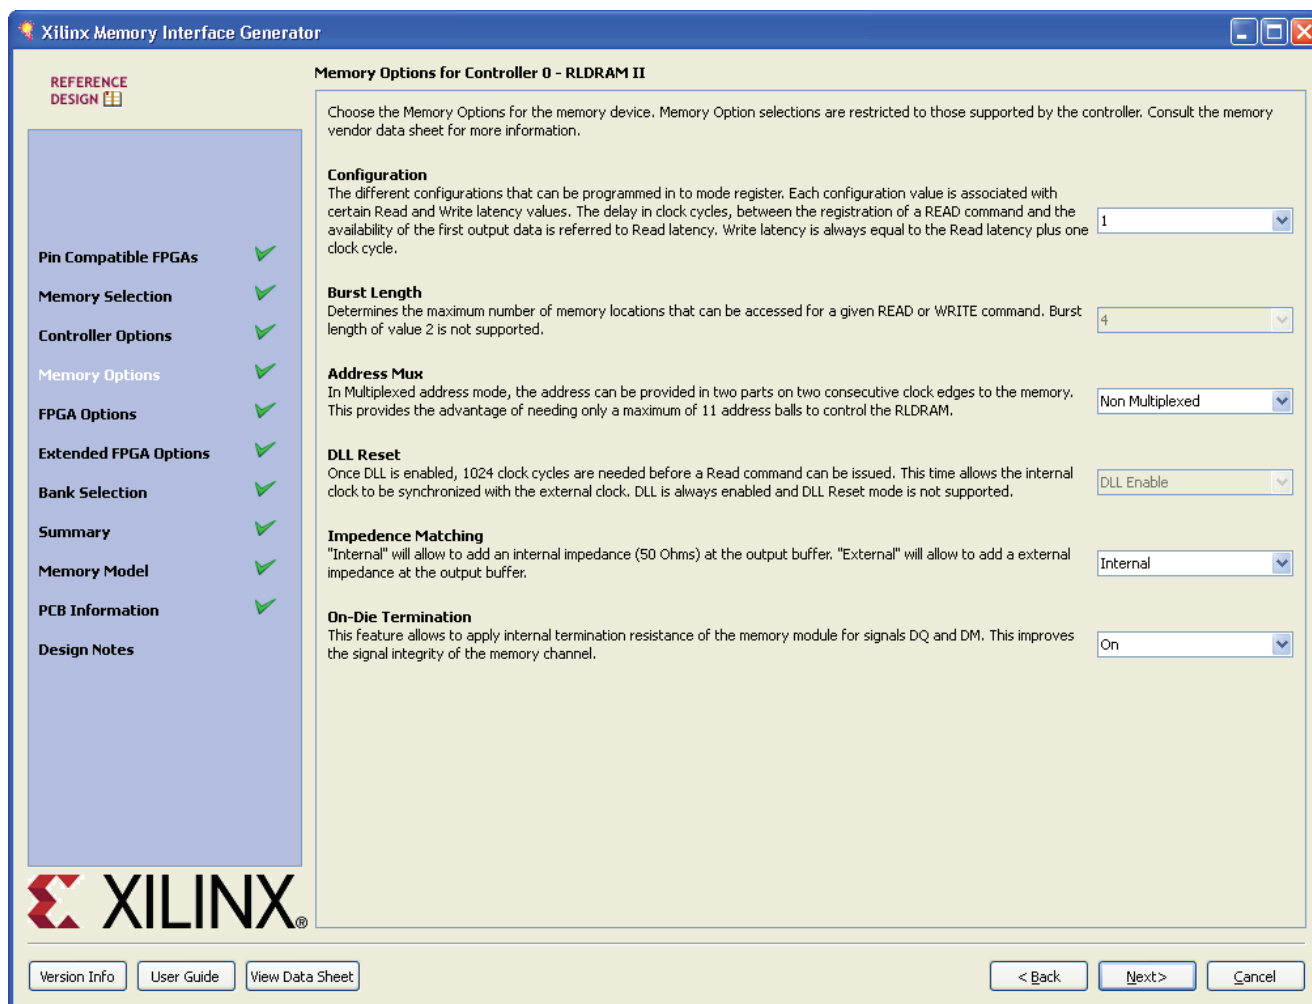 Xilinx Memory Interface Generator
REFERENCE
DESIGN
Pin Compatible FPGAs
Memory Selection
Controller Options
Memory Options
FPGA Options
Extended FPGA Options
Bank Selection
Summary
Memory Model
PCB Information
Design Notes
XILINX®
Memory Options for Controller 0 - RLDRAM II
Choose the Memory Options for the memory device. Memory Option selections are restricted to those supported by the controller. Consult the memory
vendor data sheet for more information.
Configuration
The different configurations that can be programmed in to mode register. Each configuration value is associated with
certain Read and Write latency values. The delay in clock cycles, between the registration of a READ command and the
availability of the first output data is referred to Read latency. Write latency is always equal to the Read latency plus one
clock cycle.
1
Burst Length
Determines the maximum number of memory locations that can be accessed for a given READ or WRITE command. Burst
length of value 2 is not supported.
4
Address Mux
In Multiplexed address mode, the address can be provided in two parts on two consecutive clock edges to the memory.
This provides the advantage of needing only a maximum of 11 address balls to control the RLDRAM.
Non Multiplexed
DLL Reset
Once DLL is enabled, 1024 clock cycles are needed before a Read command can be issued. This time allows the internal
clock to be synchronized with the external clock. DLL is always enabled and DLL Reset mode is not supported.
DLL Enable
Impedence Matching
"Internal" will allow to add an internal impedance (50 Ohms) at the output buffer. "External" will allow to add a external
impedance at the output buffer.
Internal
On-Die Termination
This feature allows to apply internal termination resistance of the memory module for signals DQ and DM. This improves
the signal integrity of the memory channel.
On
Version Info
User Guide
View Data Sheet
< Back
Next>
Cancel